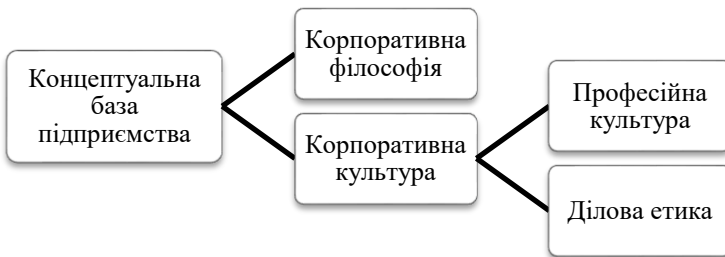 Концептуальна
база
підприємства
Корпоративна
філософія
Корпоративна
культура
Професійна
культура
Ділова етика